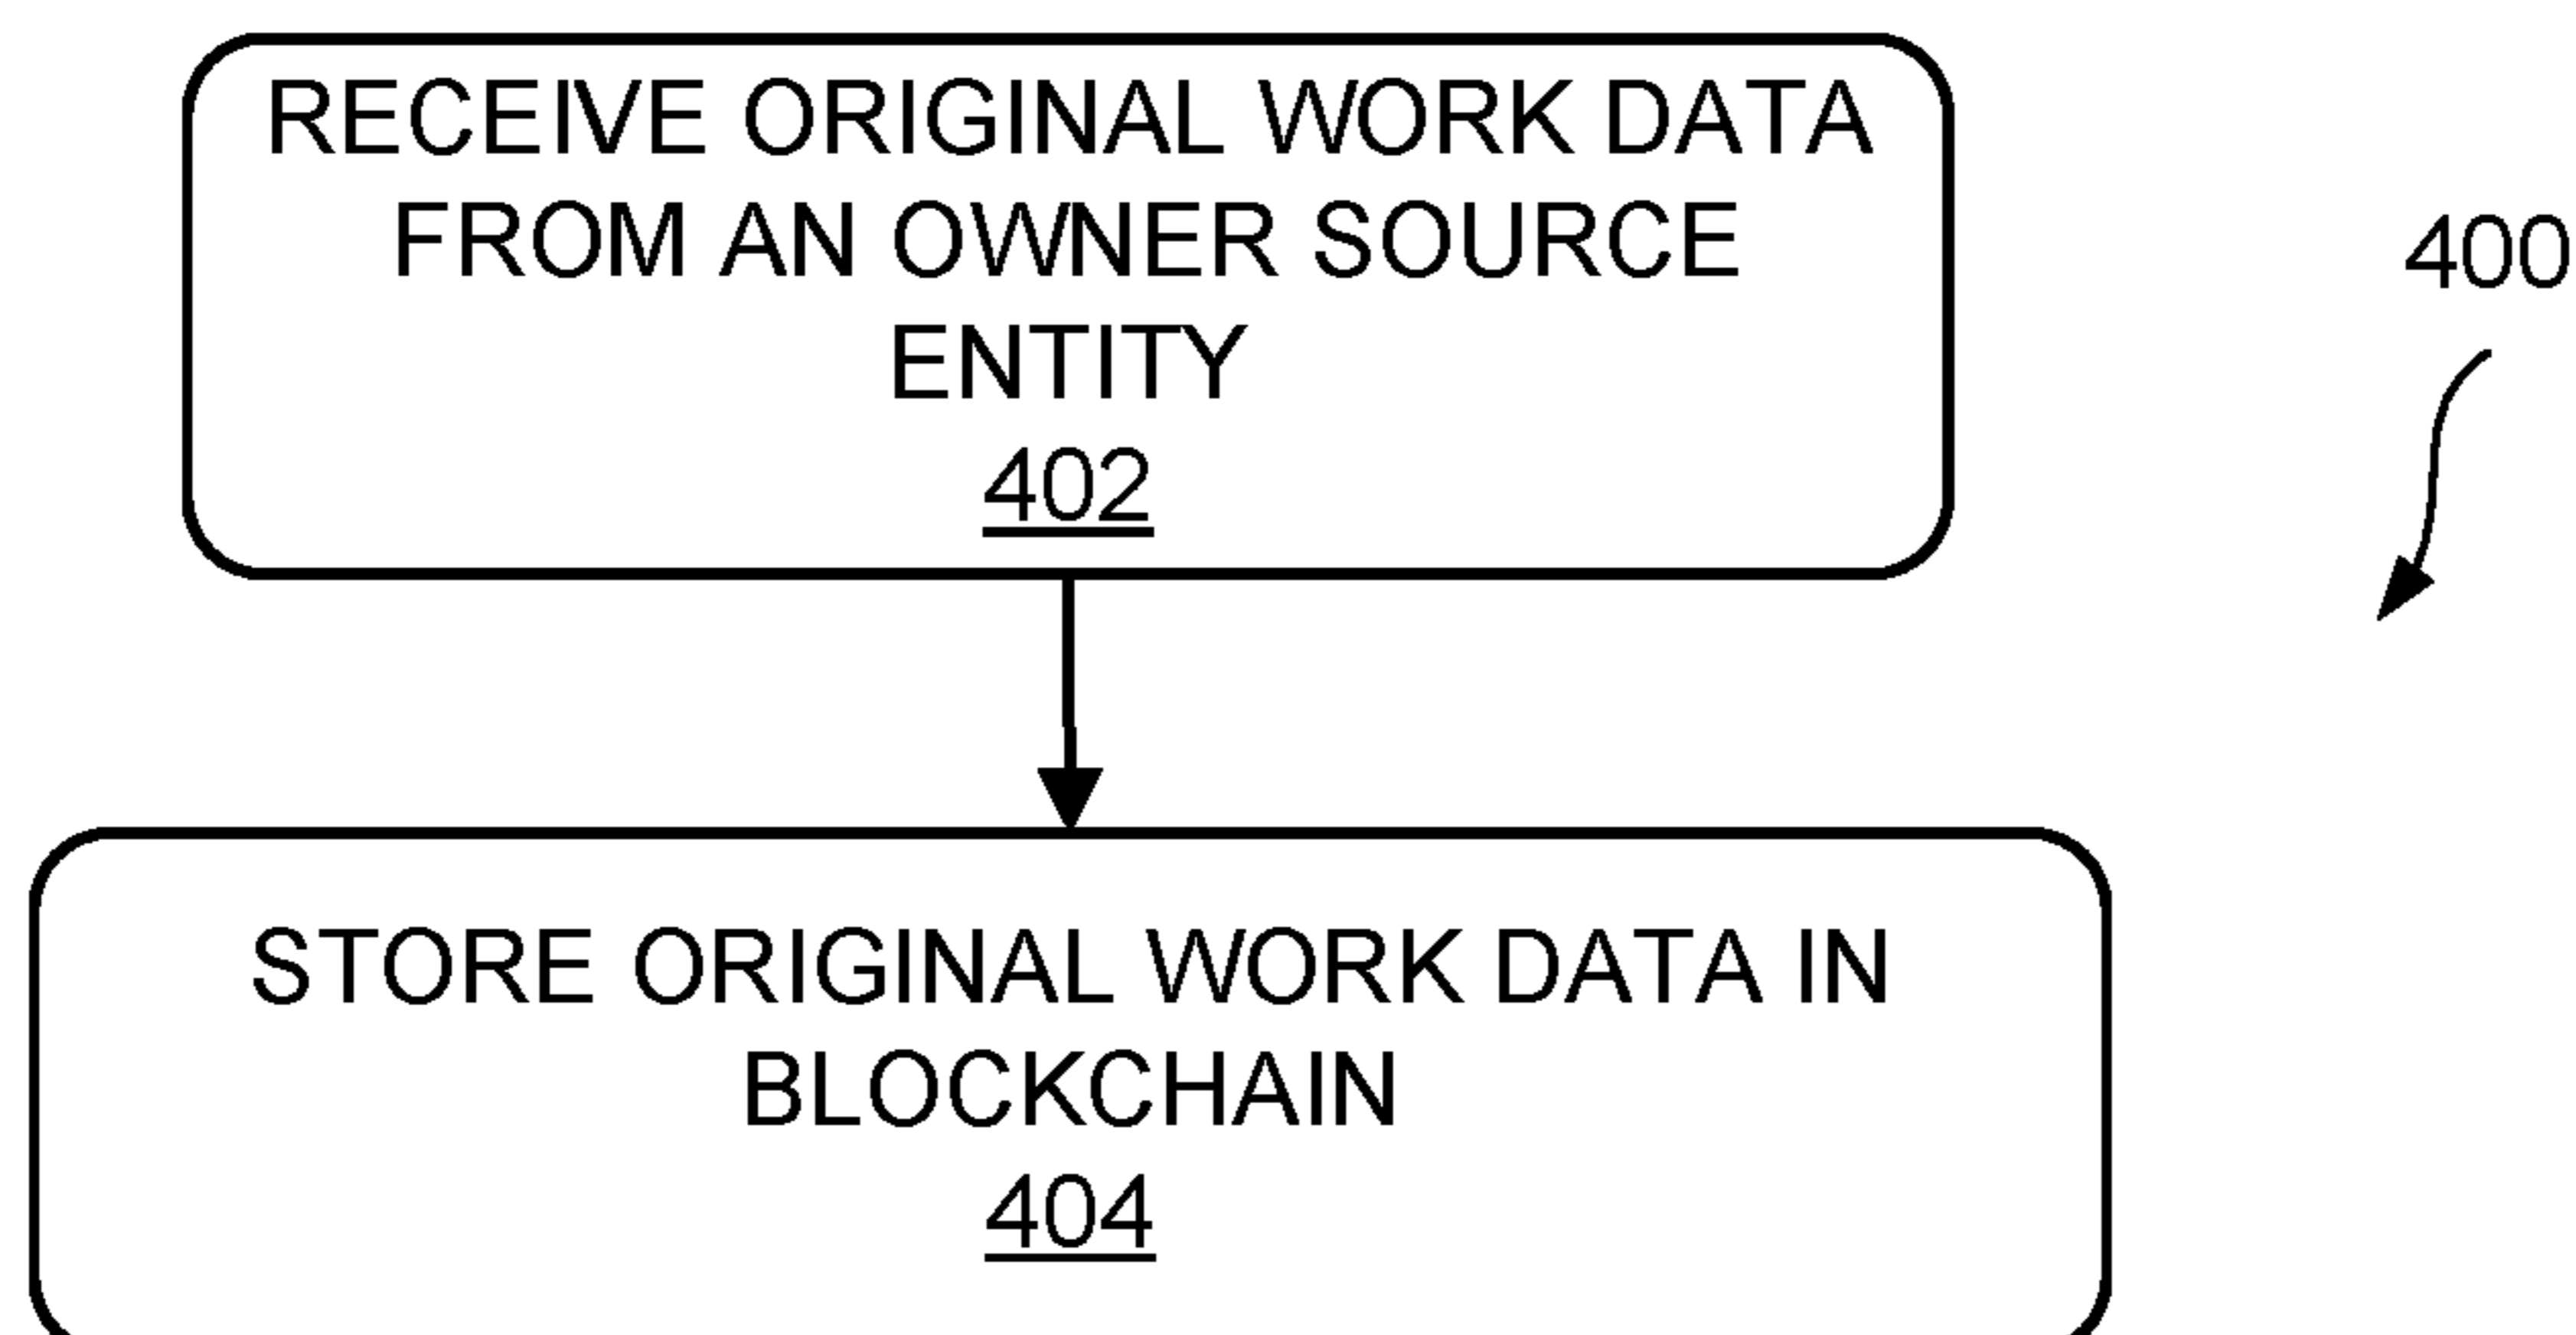 RECEIVE ORIGINAL WORK DATA
FROM AN OWNER SOURCE
ENTITY
402
400
STORE ORIGINAL WORK DATA IN
BLOCKCHAIN
404